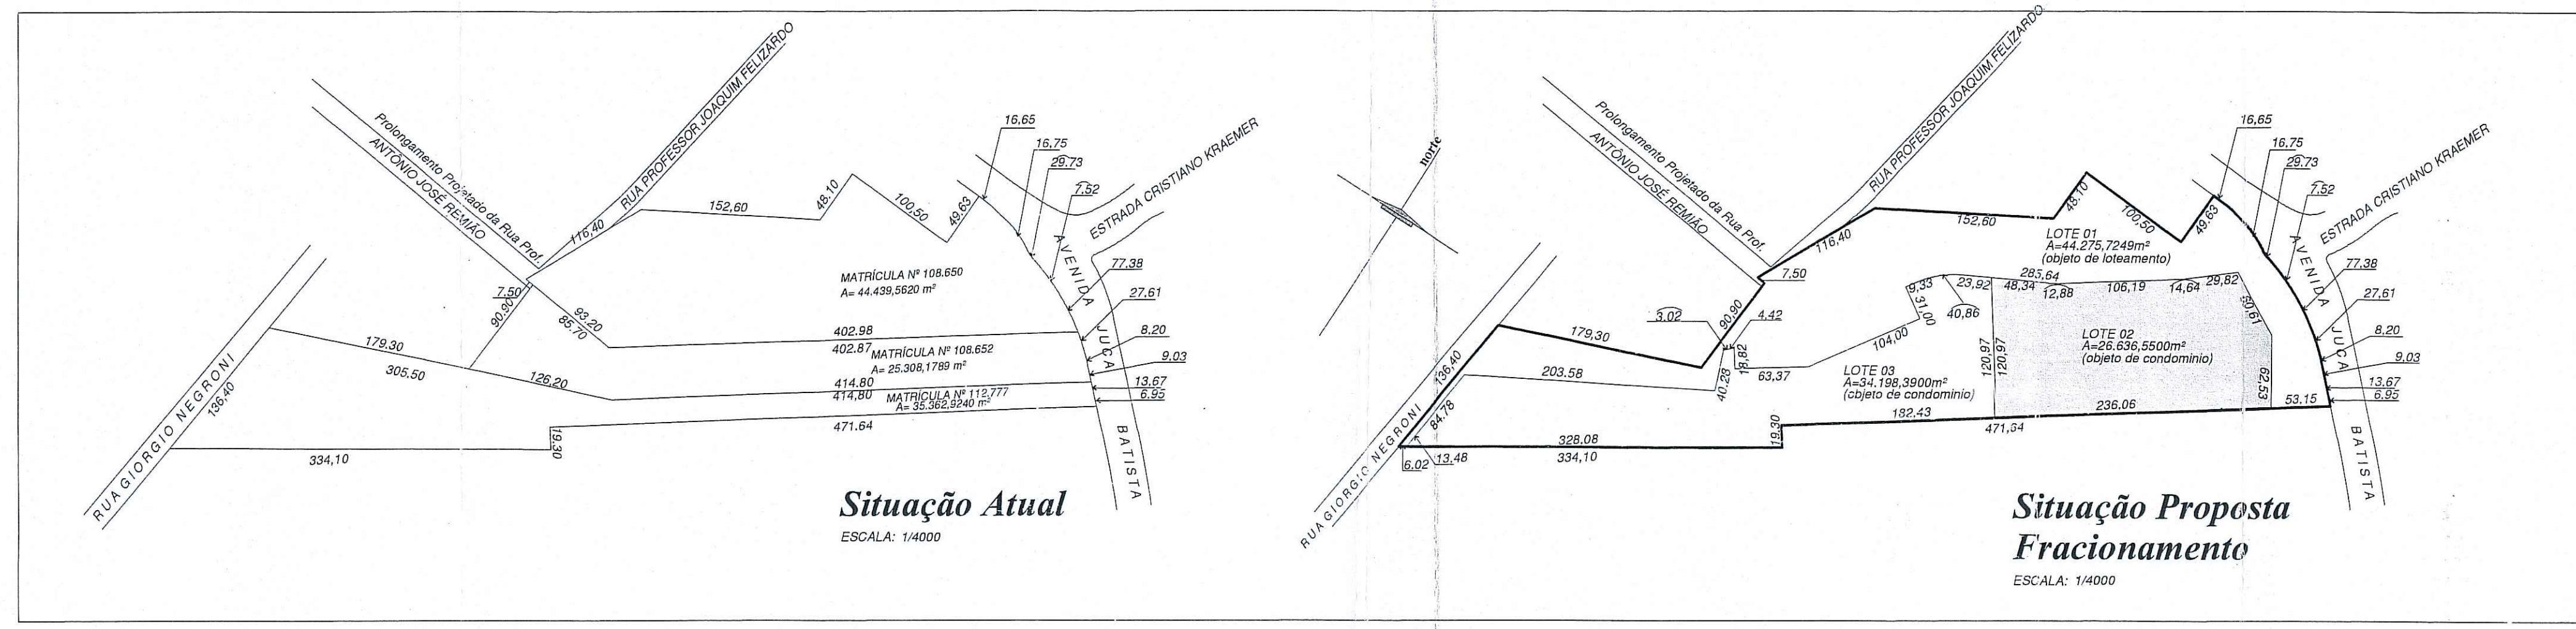 Prolongamento Projetado da Rua Prof.
ANTÔNIO JOSÉ REMIÃO
RUA PROFESSOR JOAQUIM FELIZARDO
116,40
152,60
48.10
100,50
49.63
16,65
16,75
29.73
7.52
ESTRADA CRISTIANO KRAEMER
AVENIDA JUCA BATISTA
77.38
27,61
8.20
9.03
13.67
6.95
MATRÍCULA Nº 108.650
A= 44.439,5620 m²
7.50
90,90
93.20
85.70
402.98
402.87
MATRÍCULA Nº 108.652
A= 25.308,1789 m²
179.30
305.50
126,20
414.80
414,80
MATRÍCULA Nº 112.777
A= 35.362,9240 m²
471.64
19.30
334,10
136,40
RUA GIORGIO NEGRONI
Situação Atual
ESCALA: 1/4000
norte
Prolongamento Projetado da Rua Prof.
ANTÔNIO JOSÉ REMIÃO
RUA PROFESSOR JOAQUIM FELIZARDO
116.40
152.60
48.10
100,50
49.63
16,65
16,75
29.73
7.52
ESTRADA CRISTIANO KRAEMER
AVENIDA JUCA BATISTA
77.38
27.61
8,20
9.03
13.67
6.95
LOTE 01
A=44.275,7249m²
(objeto de loteamento)
7.50
90,90
3.02
4.42
18,82
63,37
104,00
31,00
9,33
40,86
23,92
285,64
48,34
12,88
106,19
14,64
29,82
60,61
62,53
53.15
120,97
120,97
LOTE 02
A=26.636,5500m²
(objeto de condominio)
LOTE 03
A=34.198,3900m²
(objeto de condominio)
182,43
236,06
471,64
19.30
179,30
203.58
40.28
136,40
84.78
328.08
334,10
6.02
13,48
RUA GIORGIO NEGRONI
Situação Proposta
Fracionamento
ESCALA: 1/4000